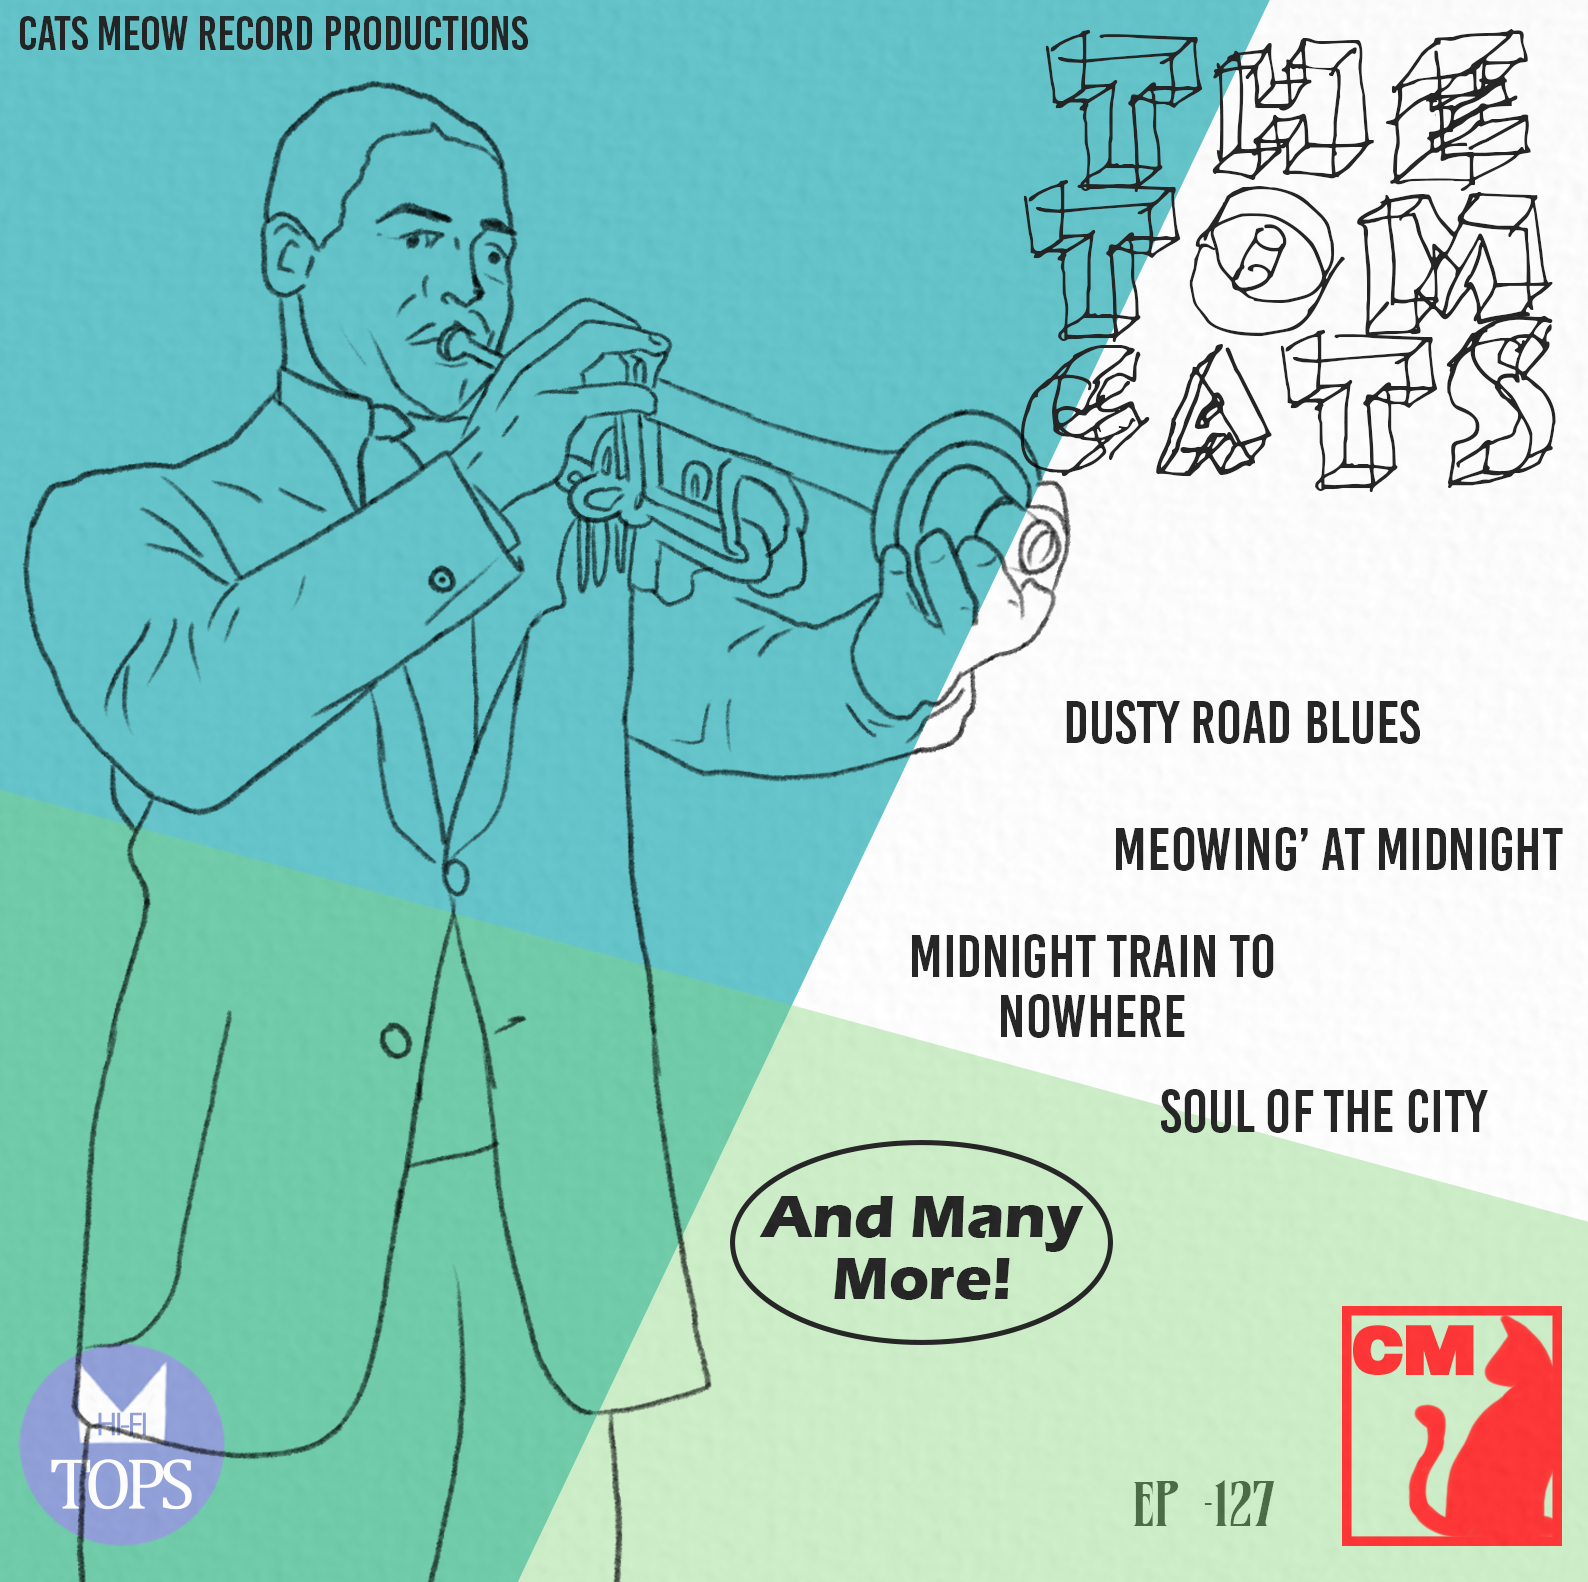 CATS MEOW RECORD PRODUCTIONS
THE
TOM
CATS
DUSTY ROAD BLUES
MEOWING’ AT MIDNIGHT
MIDNIGHT TRAIN TO
NOWHERE
SOUL OF THE CITY
And Many
More!
HI-FI
TOPS
EP -127
CM